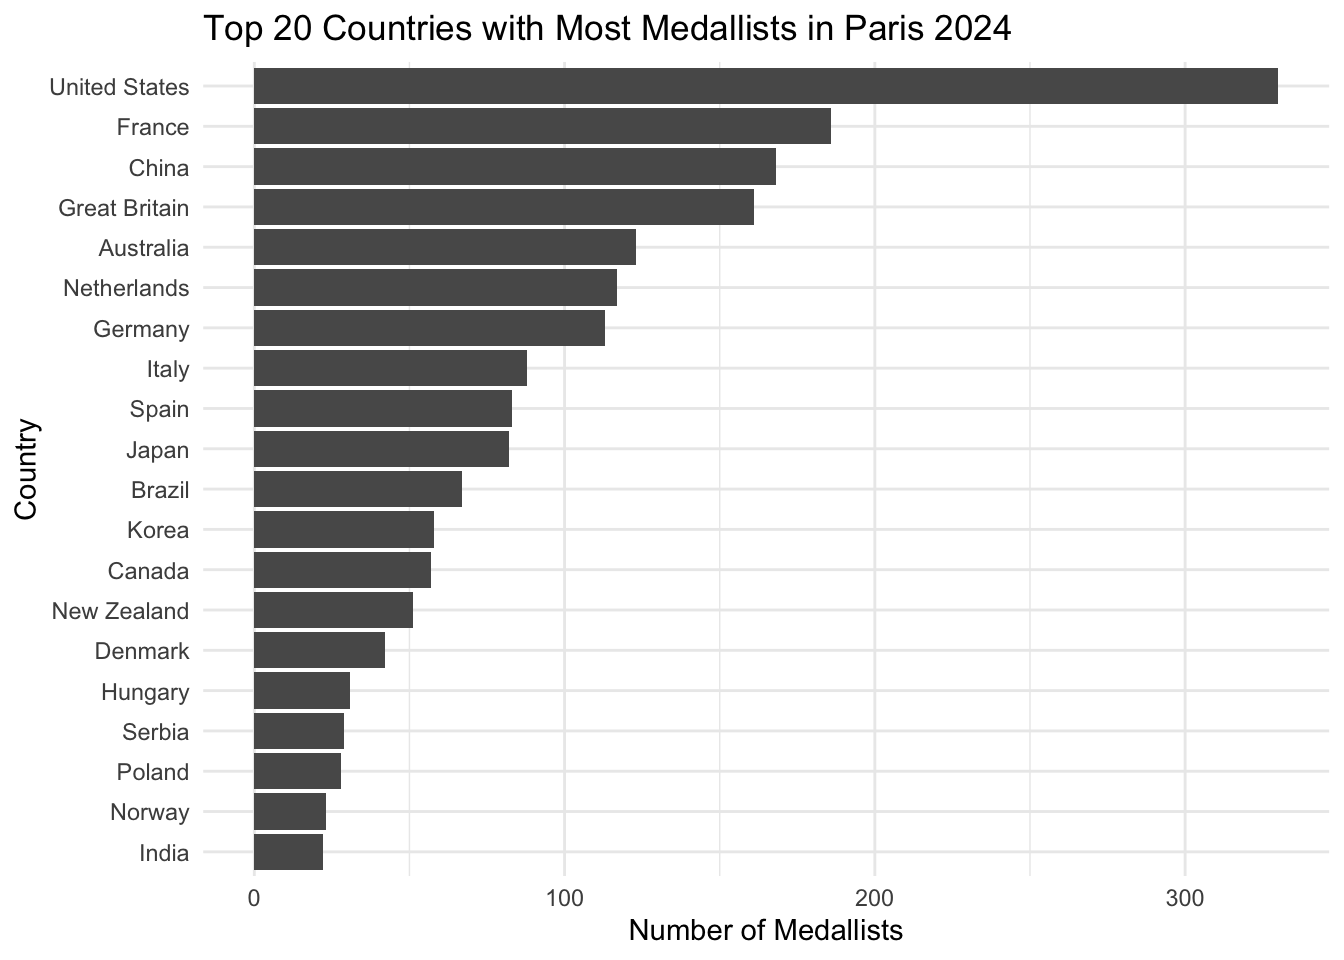 Top 20 Countries with Most Medallists in Paris 2024
United States
France
China
Great Britain
Australia
Netherlands
Germany
Italy
Spain
Japan
Brazil
Korea
Canada
New Zealand
Denmark
Hungary
Serbia
Poland
Norway
India
Country
0 100 200 300
Number of Medallists